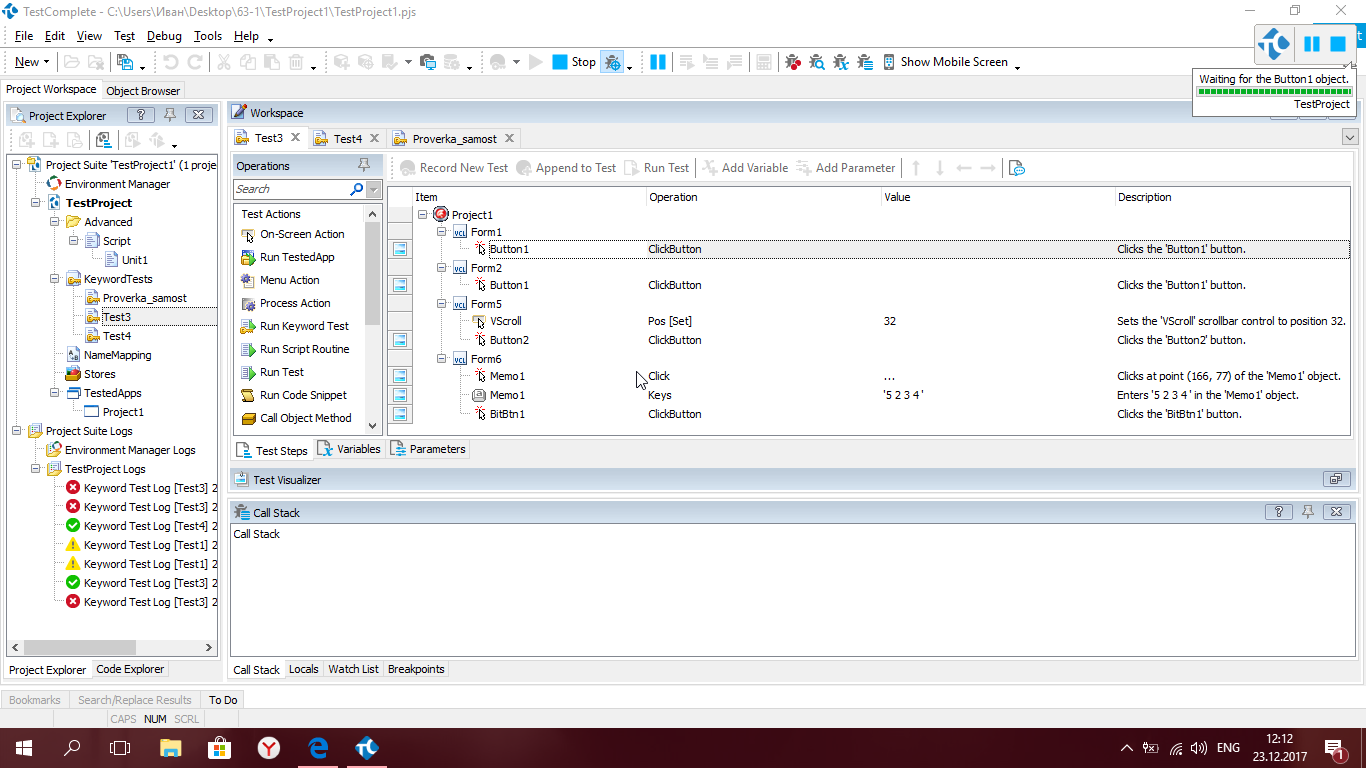 TestComplete - C:\Users\Иван\Desktop\63-1\TestProject1\TestProject1.pjs
File Edit View Test Debug Tools Help
New Stop Show Mobile Screen
Waiting for the Button1 object.
TestProject
Project Workspace Object Browser
Project Explorer ?
Project Suite 'TestProject1' (1 proje
Environment Manager
TestProject
Advanced
Script
Unit1
KeywordTests
Proverka_samost
Test3
Test4
NameMapping
Stores
TestedApps
Project1
Project Suite Logs
Environment Manager Logs
TestProject Logs
Keyword Test Log [Test3] 2
Keyword Test Log [Test3] 2
Keyword Test Log [Test4] 2
Keyword Test Log [Test1] 2
Keyword Test Log [Test1] 2
Keyword Test Log [Test3] 2
Keyword Test Log [Test3] 2
Project Explorer Code Explorer
Workspace
Test3 Test4 Proverka_samost
Operations
Search
Test Actions
On-Screen Action
Run TestedApp
Menu Action
Process Action
Run Keyword Test
Run Script Routine
Run Test
Run Code Snippet
Call Object Method
Record New Test Append to Test Run Test Add Variable Add Parameter
Item Operation Value Description
Project1
VCL Form1
Button1 ClickButton Clicks the 'Button1' button.
VCL Form2
Button1 ClickButton Clicks the 'Button1' button.
VCL Form5
VScroll Pos [Set] 32 Sets the 'VScroll' scrollbar control to position 32.
Button2 ClickButton Clicks the 'Button2' button.
VCL Form6
Memo1 Click ... Clicks at point (166, 77) of the 'Memo1' object.
Memo1 Keys '5 2 3 4 ' Enters '5 2 3 4 ' in the 'Memo1' object.
BitBtn1 ClickButton Clicks the 'BitBtn1' button.
Test Steps Variables Parameters
Test Visualizer
Call Stack ?
Call Stack
Call Stack Locals Watch List Breakpoints
Bookmarks Search/Replace Results To Do
CAPS NUM SCRL
ENG 12:12
23.12.2017 1